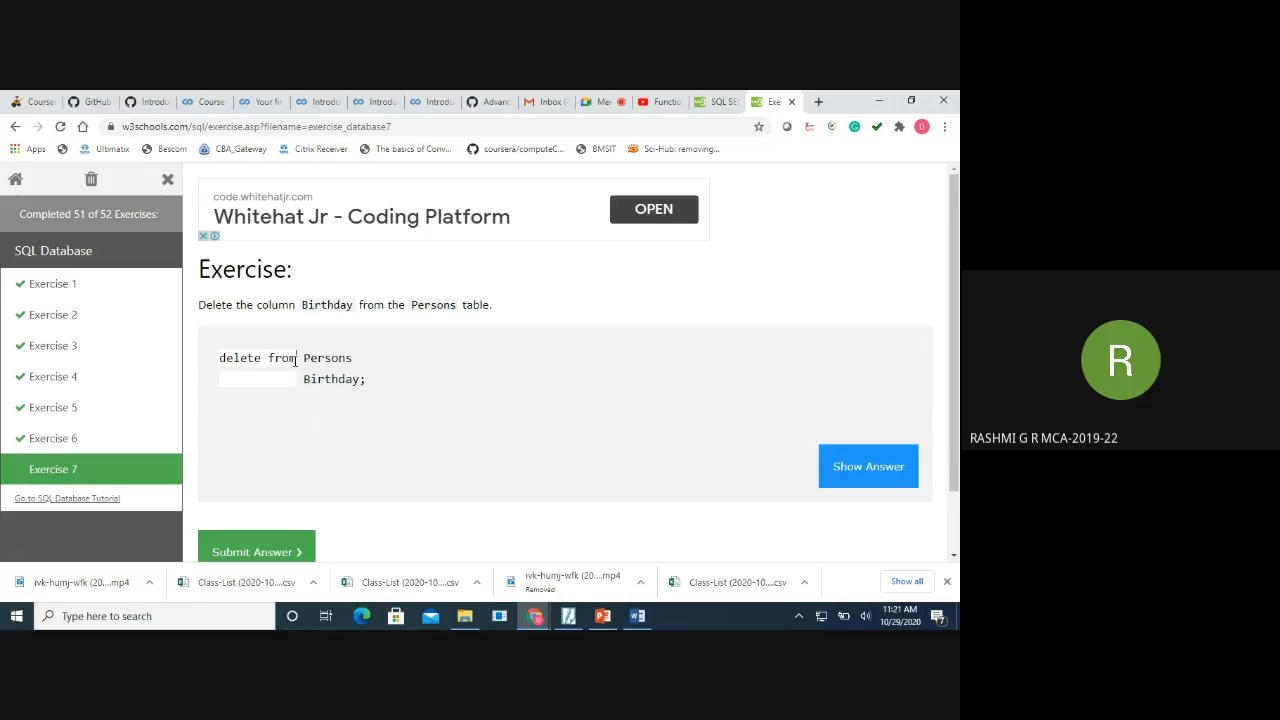 Course
GitHub
Introdu
Course
Your fir
Introdu
Introdu
Introdu
Advanc
Inbox (
Mee
Functio
SQL SEL
Exe
w3schools.com/sql/exercise.asp?filename=exercise_database7
Apps
Ultimatix
Bescom
CBA_Gateway
Citrix Receiver
The basics of Conv...
coursera/computeC...
BMSIT
Sci-Hub: removing...
Completed 51 of 52 Exercises:
SQL Database
Exercise 1
Exercise 2
Exercise 3
Exercise 4
Exercise 5
Exercise 6
Exercise 7
Go to SQL Database Tutorial
code.whitehatjr.com
Whitehat Jr - Coding Platform
OPEN
Exercise:
Delete the column Birthday from the Persons table.
delete from Persons
Birthday;
Show Answer
Submit Answer ❯
R
RASHMI G R MCA-2019-22
ivk-humj-wfk (20....mp4
Class-List (2020-10....csv
Class-List (2020-10....csv
ivk-humj-wfk (20....mp4
Removed
Class-List (2020-10....csv
Show all
Type here to search
11:21 AM
10/29/2020